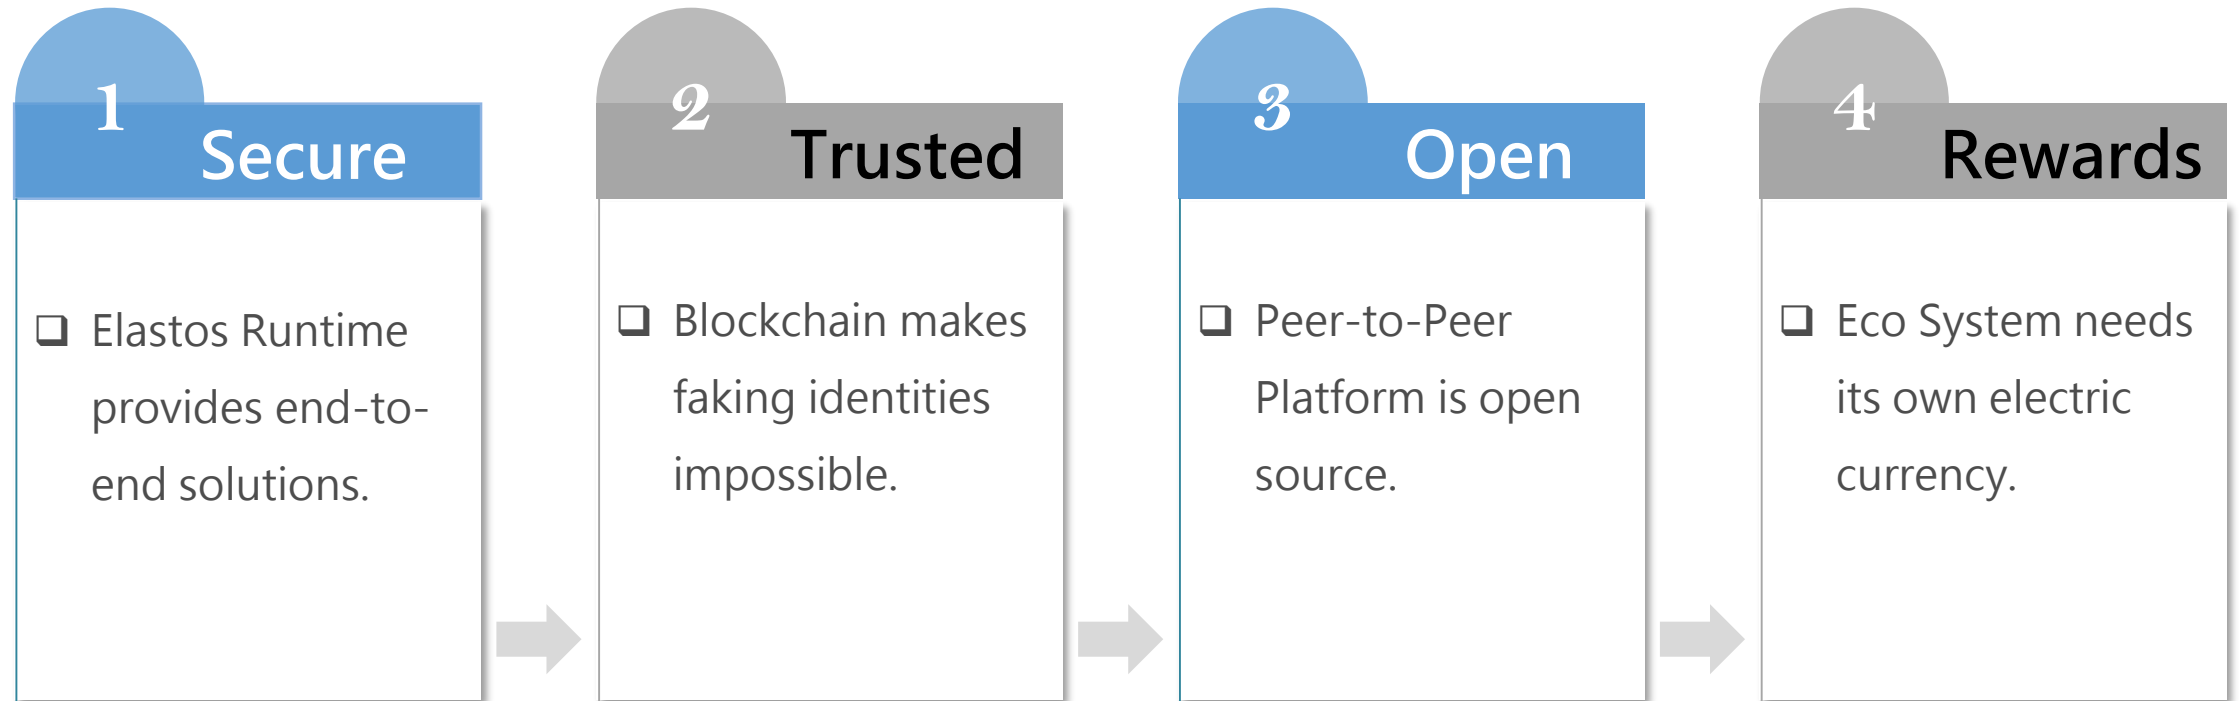 1
Secure
❑ Elastos Runtime
provides end-to-
end solutions.
2
Trusted
❑ Blockchain makes
faking identities
impossible.
3
Open
❑ Peer-to-Peer
Platform is open
source.
4
Rewards
❑ Eco System needs
its own electric
currency.